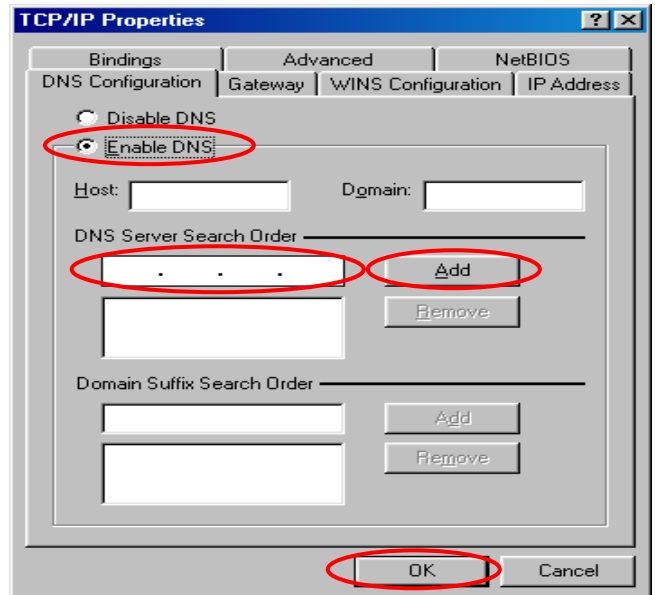 TCP/IP Properties
Bindings Advanced NetBIOS
DNS Configuration Gateway WINS Configuration IP Address
Disable DNS
Enable DNS
Host: Domain:
DNS Server Search Order
. . . Add
Remove
Domain Suffix Search Order
Add
Remove
OK Cancel